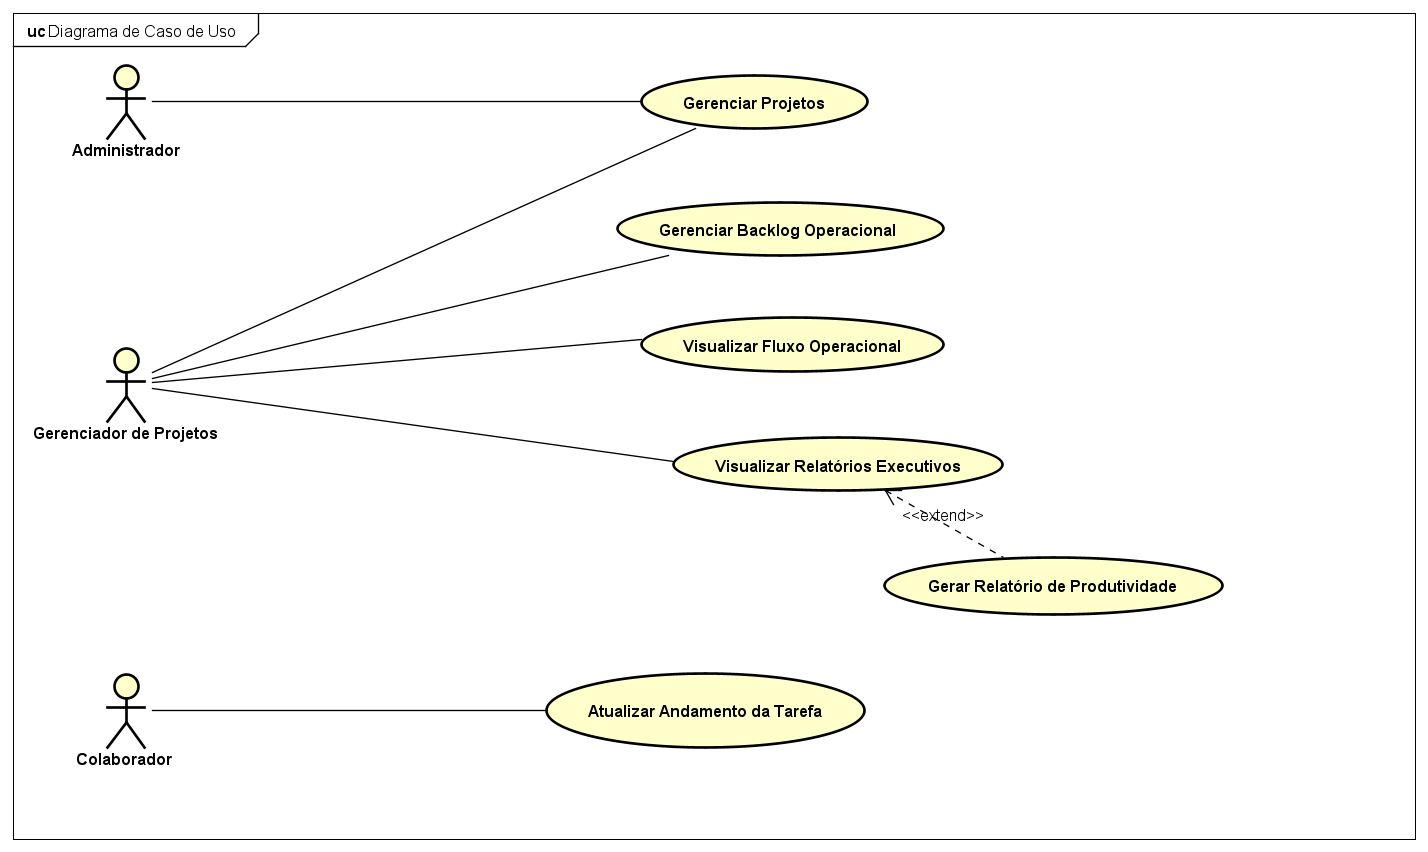 uc Diagrama de Caso de Uso
Administrador
Gerenciar Projetos
Gerenciar Backlog Operacional
Visualizar Fluxo Operacional
Gerenciador de Projetos
Visualizar Relatórios Executivos
<<extend>>
Gerar Relatório de Produtividade
Colaborador
Atualizar Andamento da Tarefa